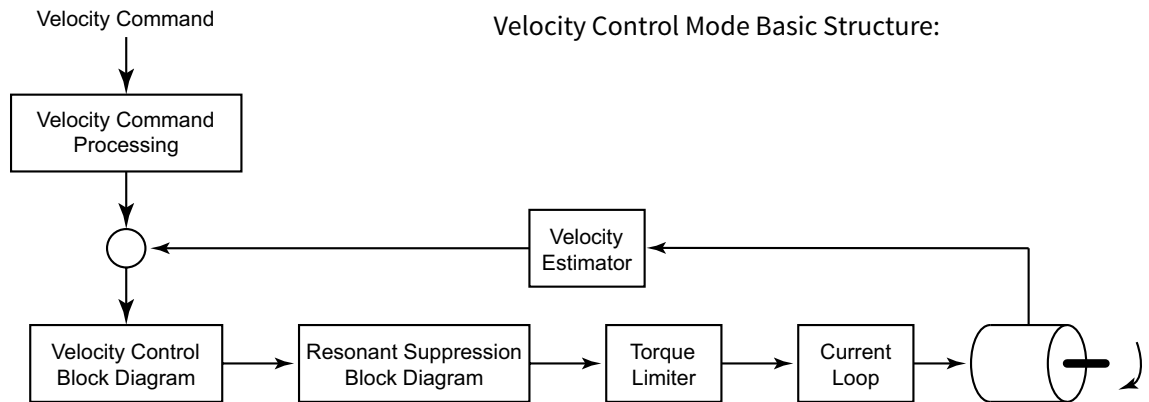 Velocity Command
Velocity Control Mode Basic Structure:
Velocity Command
Processing
Velocity
Estimator
Velocity Control
Block Diagram
Resonant Suppression
Block Diagram
Torque
Limiter
Current
Loop